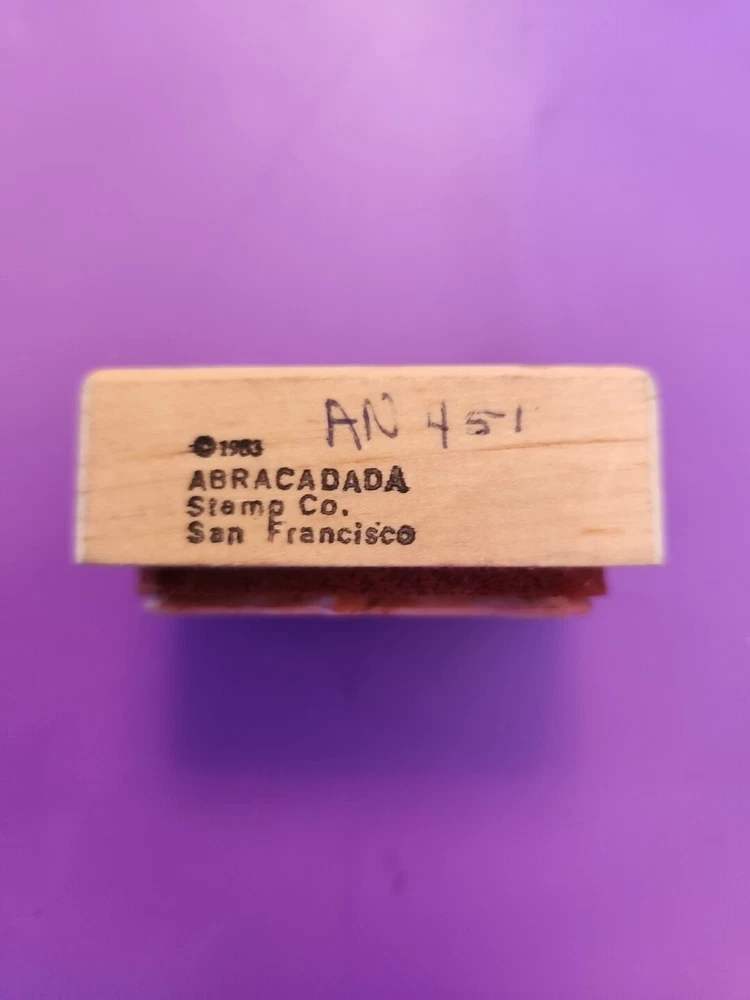 AN 451
©1983
ABRACADADA
Stamp Co.
San Francisco